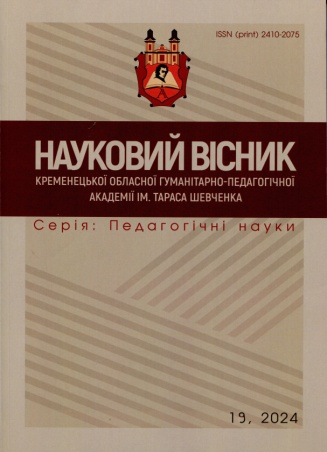 ISSN (print) 2410-2075
НАУКОВИЙ ВІСНИК
КРЕМЕНЕЦЬКОЇ ОБЛАСНОЇ ГУМАНІТАРНО-ПЕДАГОГІЧНОЇ
АКАДЕМІЇ ІМ. ТАРАСА ШЕВЧЕНКА
Серія: Педагогічні науки
19, 2024